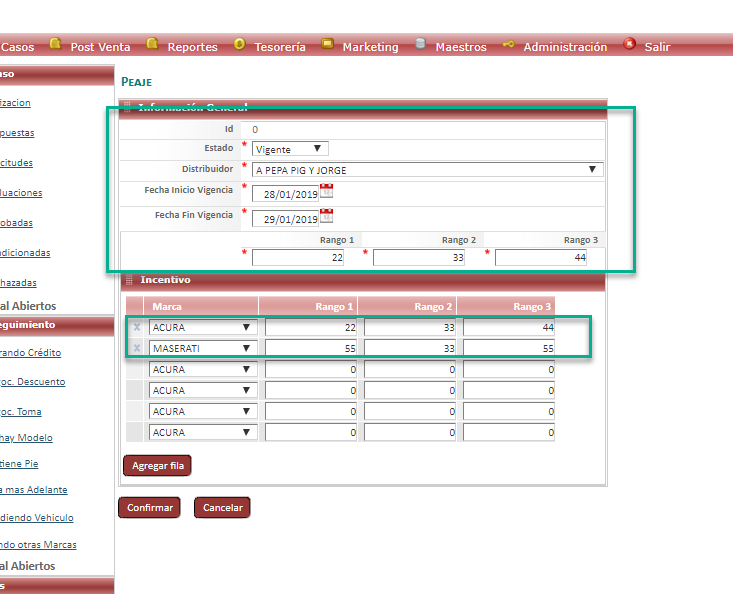 Casos Post Venta Reportes Tesorería Marketing Maestros Administración Salir
PEAJE
Información General
Id 0
Estado * Vigente
Distribuidor * A PEPA PIG Y JORGE
Fecha Inicio Vigencia * 28/01/2019
Fecha Fin Vigencia * 29/01/2019
Rango 1 Rango 2 Rango 3
* 22 * 33 * 44
Incentivo
Marca Rango 1 Rango 2 Rango 3
x ACURA 22 33 44
x MASERATI 55 33 55
ACURA 0 0 0
ACURA 0 0 0
ACURA 0 0 0
ACURA 0 0 0
Agregar fila
Confirmar Cancelar
so
izacion
puestas
citudes
luaciones
obadas
dicionadas
hazadas
al Abiertos
eguimiento
rando Crédito
oc. Descuento
oc. Toma
hay Modelo
tiene Pie
a mas Adelante
diendo Vehículo
ndo otras Marcas
al Abiertos
s